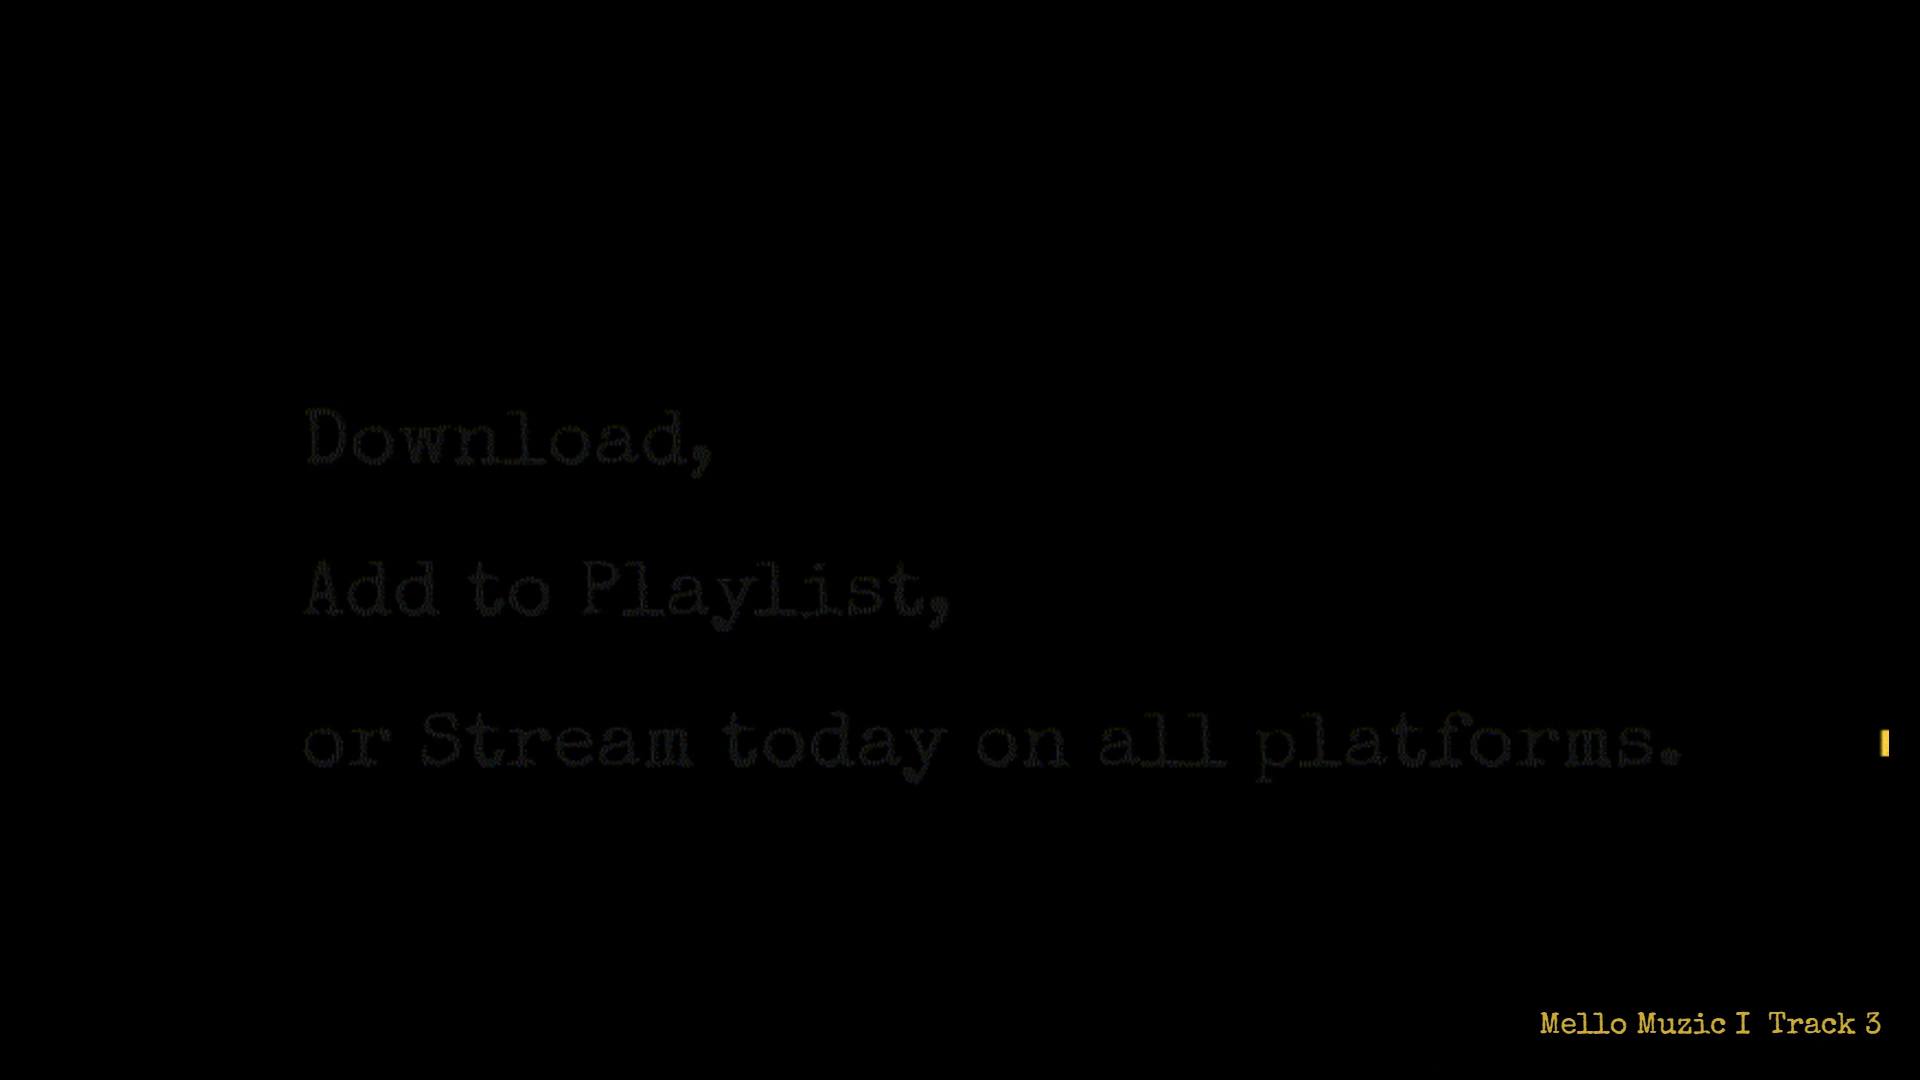 Download,
Add to Playlist,
or Stream today on all platforms.
Mello Muzic I Track 3